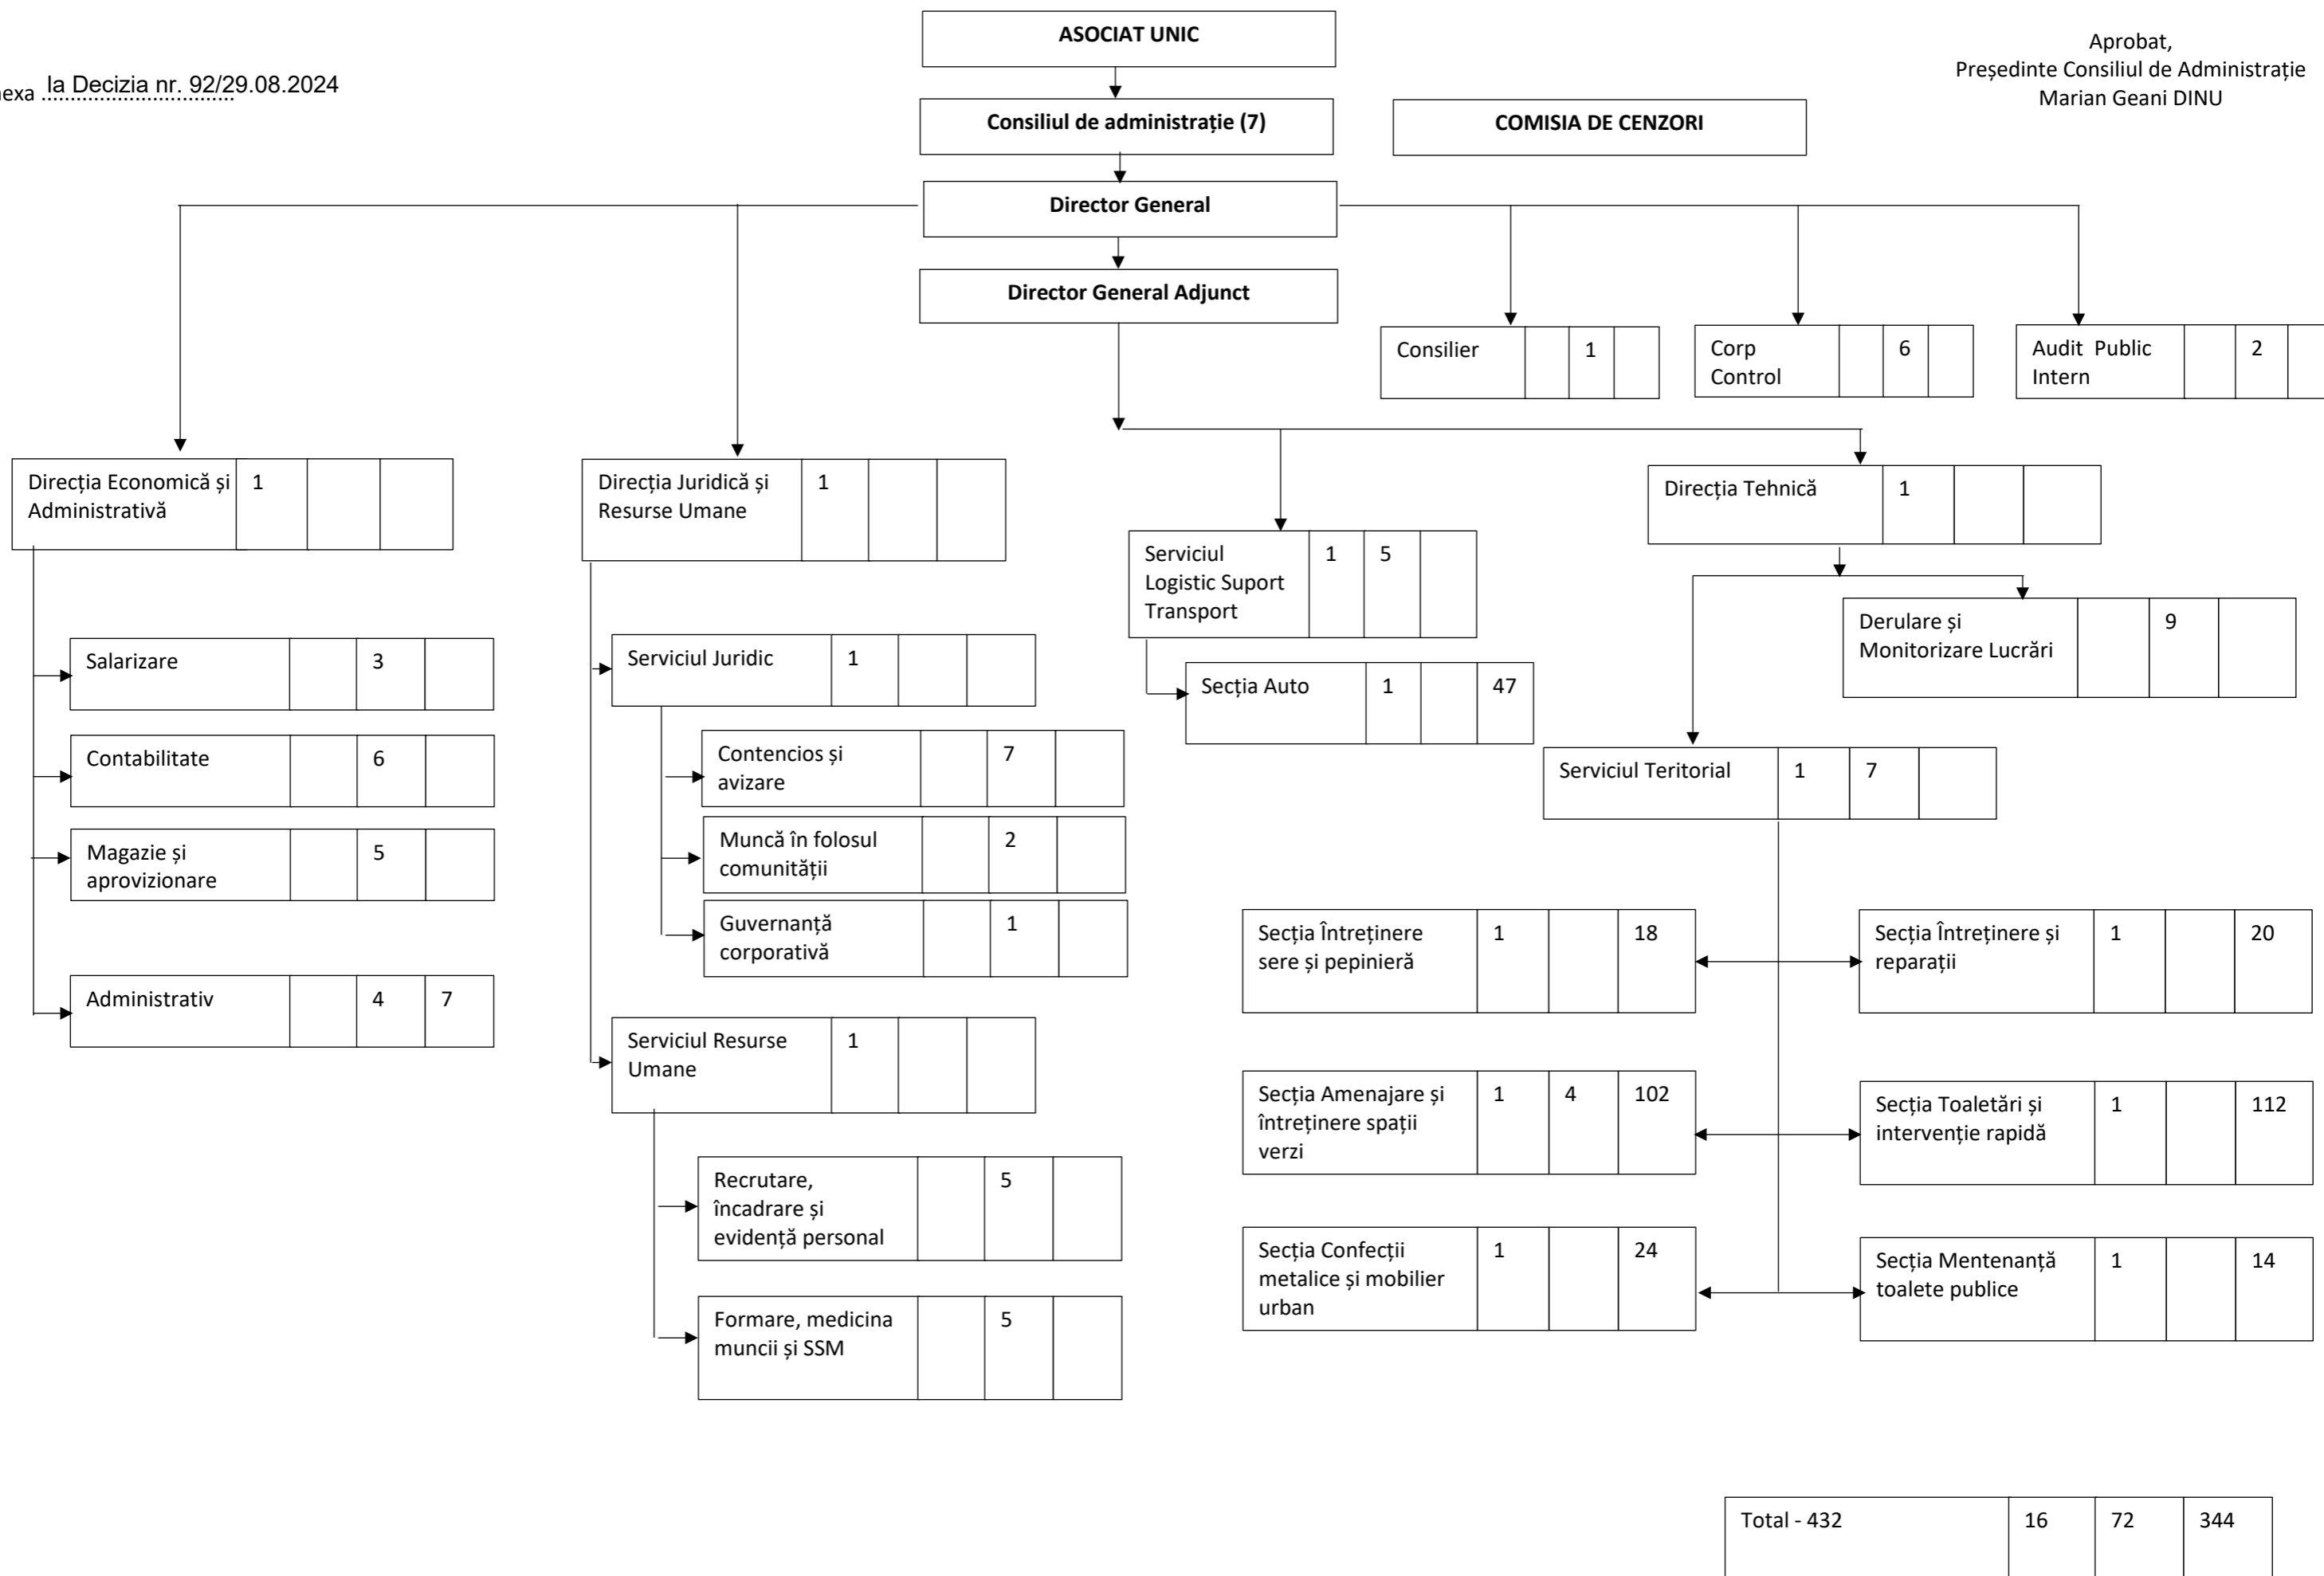 ASOCIAT UNIC
Aprobat,
Președinte Consiliul de Administrație
Marian Geani DINU
nexa la Decizia nr. 92/29.08.2024
Consiliul de administrație (7)
COMISIA DE CENZORI
Director General
Director General Adjunct
Consilier 1
Corp 6
Control
Audit Public 2
Intern
Direcția Economică și 1
Administrativă
Salarizare 3
Contabilitate 6
Magazie și 5
aprovizionare
Administrativ 4 7
Direcția Juridică și 1
Resurse Umane
Serviciul Juridic 1
Contencios și 7
avizare
Muncă în folosul 2
comunității
Guvernanță 1
corporativă
Serviciul Resurse 1
Umane
Recrutare, 5
încadrare și
evidență personal
Formare, medicina 5
muncii și SSM
Serviciul 1 5
Logistic Suport
Transport
Secția Auto 1 47
Direcția Tehnică 1
Derulare și 9
Monitorizare Lucrări
Serviciul Teritorial 1 7
Secția Întreținere 1 18
sere și pepinieră
Secția Întreținere și 1 20
reparații
Secția Amenajare și 1 4 102
întreținere spații
verzi
Secția Toaletări și 1 112
intervenție rapidă
Secția Confecții 1 24
metalice și mobilier
urban
Secția Mentenanță 1 14
toalete publice
Total - 432 16 72 344